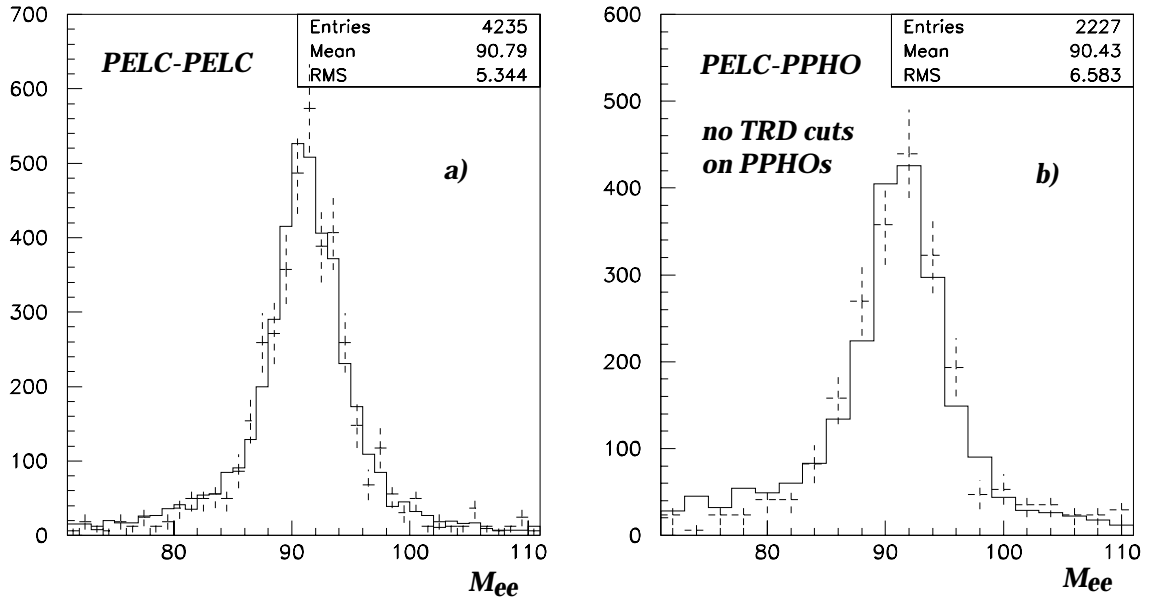 700
600
500
400
300
200
100
0
80
90
100
110
PELC-PELC
Entries 4235
Mean 90.79
RMS 5.344
a)
Mee
600
500
400
300
200
100
0
80
90
100
110
PELC-PPHO
Entries 2227
Mean 90.43
RMS 6.583
no TRD cuts
on PPHOs
b)
Mee